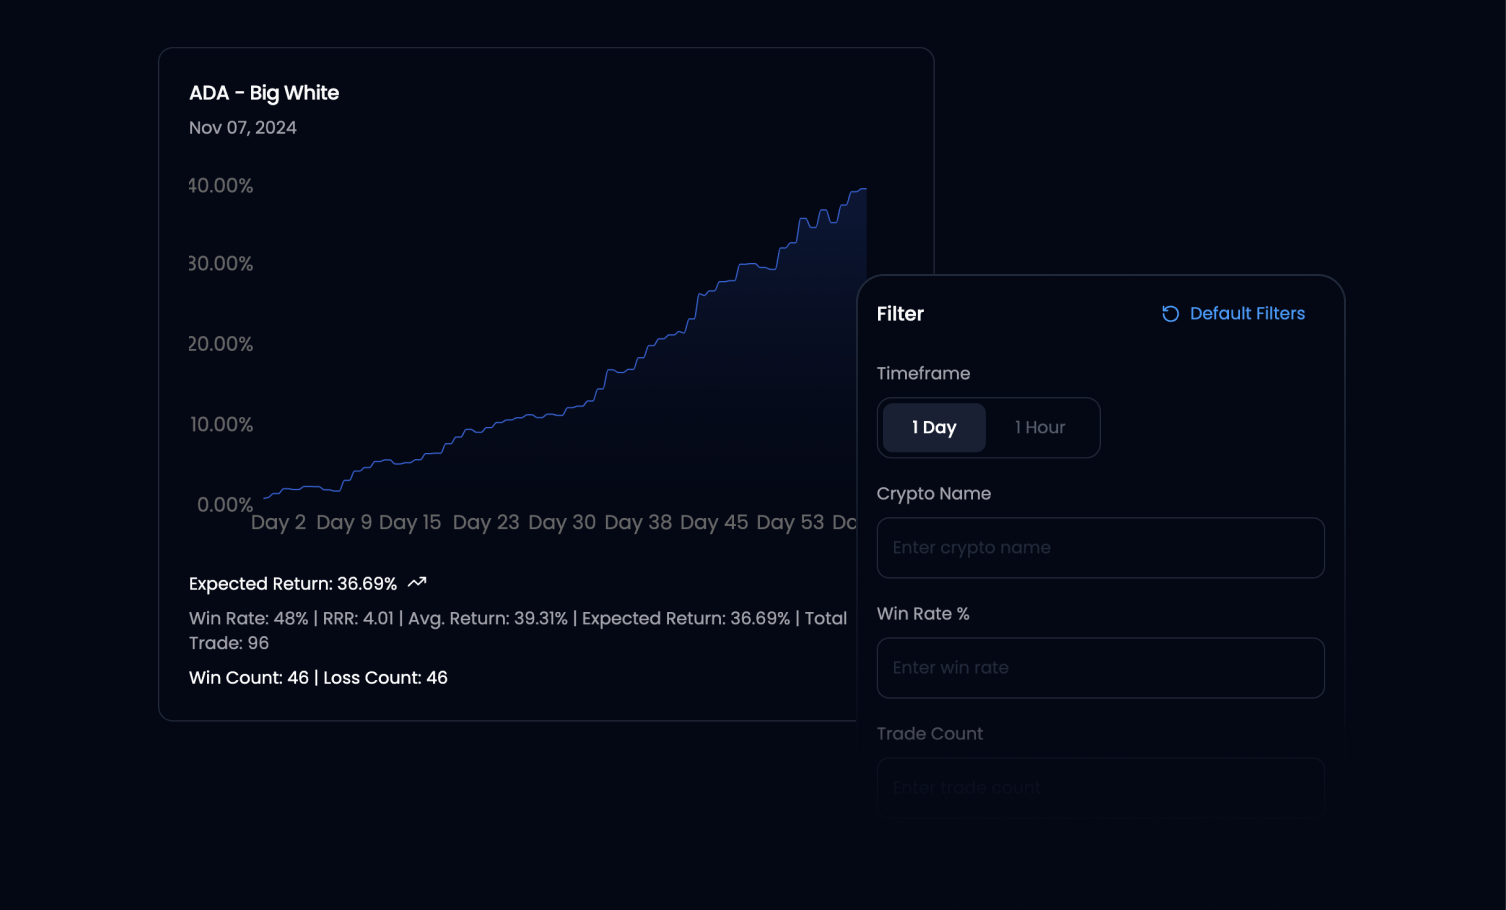 ADA - Big White
Nov 07, 2024
40.00%
30.00%
20.00%
10.00%
0.00%
Day 2 Day 9 Day 15 Day 23 Day 30 Day 38 Day 45 Day 53
Expected Return: 36.69%
Win Rate: 48% | RRR: 4.01 | Avg. Return: 39.31% | Expected Return: 36.69% | Total
Trade: 96
Win Count: 46 | Loss Count: 46
Filter
Default Filters
Timeframe
1 Day
1 Hour
Crypto Name
Enter crypto name
Win Rate %
Enter win rate
Trade Count
Enter trade count